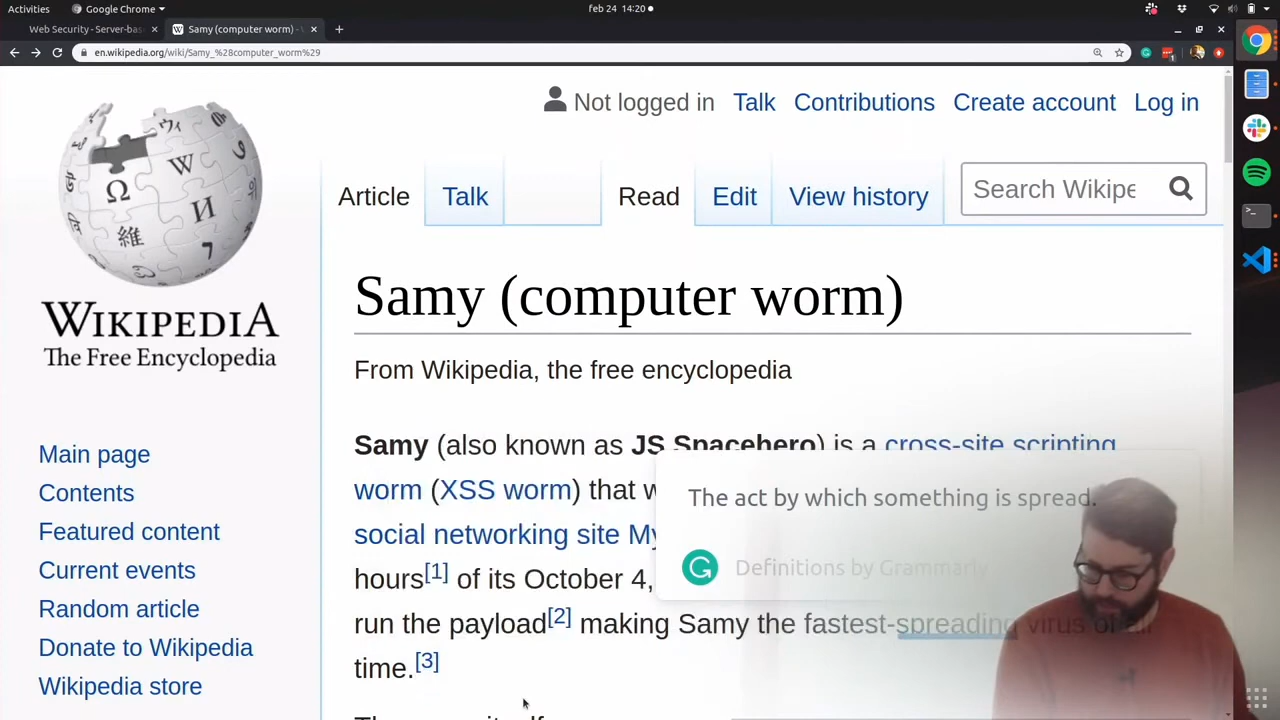 Activities
Google Chrome
feb 24 14:20
Web Security - Server-bas
Samy (computer worm) -
en.wikipedia.org/wiki/Samy_%28computer_worm%29
Not logged in Talk Contributions Create account Log in
Article Talk Read Edit View history Search Wikipe
Ω W И 維
WIKIPEDIA
The Free Encyclopedia
Samy (computer worm)
From Wikipedia, the free encyclopedia
Main page
Contents
Featured content
Current events
Random article
Donate to Wikipedia
Wikipedia store
Samy (also known as JS Spacehero) is a cross-site scripting
worm (XSS worm) that w
social networking site My
hours[1] of its October 4,
run the payload[2] making Samy the fastest-spreading virus of all
time.[3]
The act by which something is spread.
Definitions by Grammarly